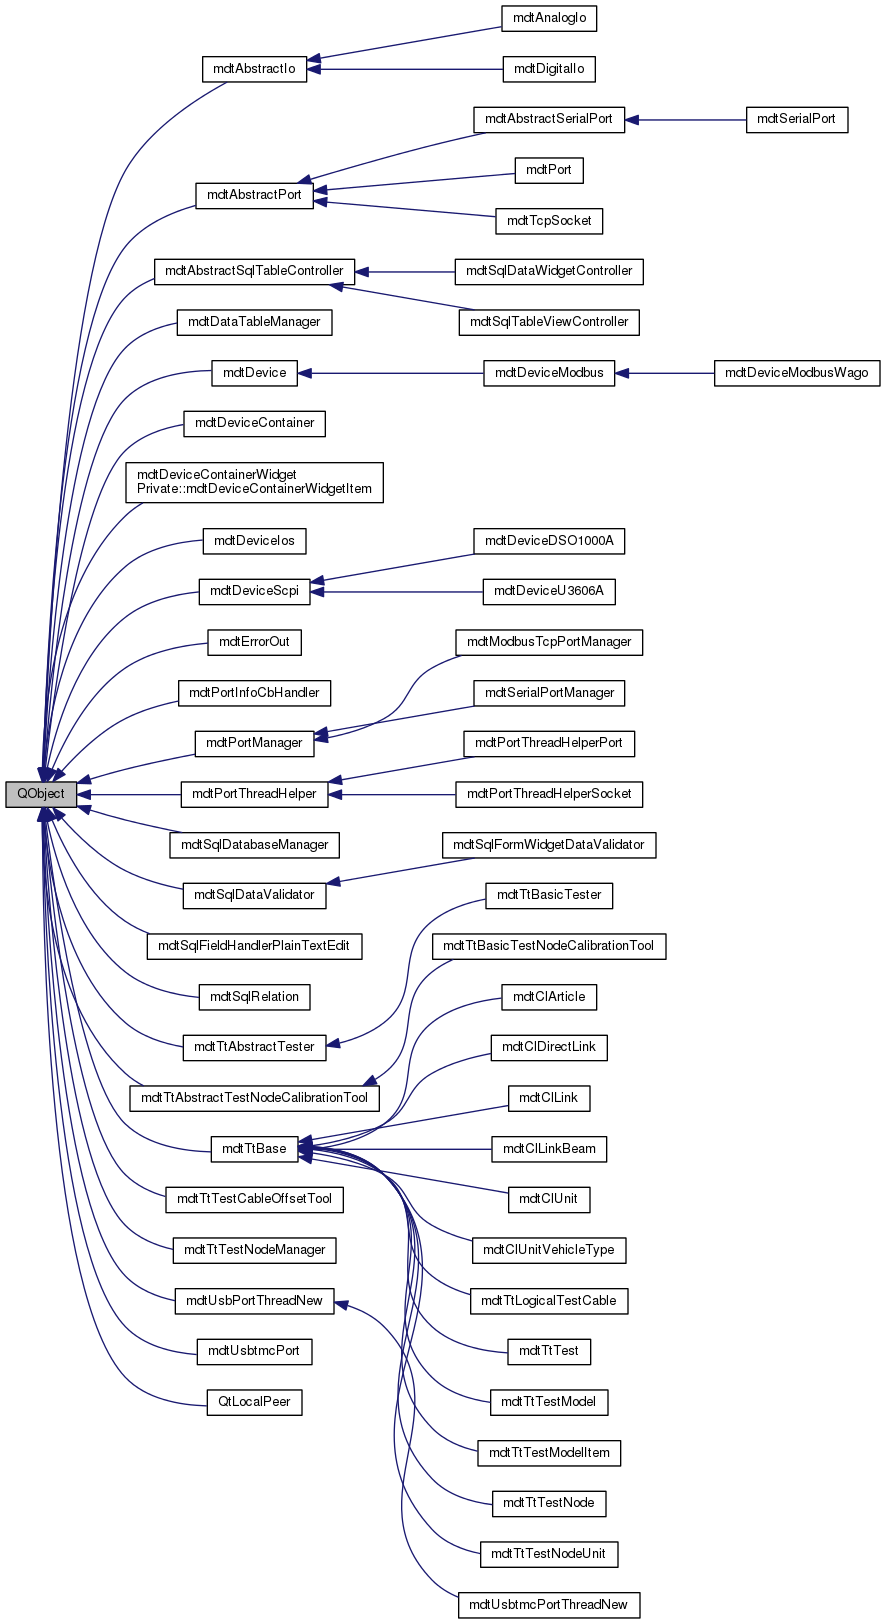 mdtAnalogIo
mdtAbstractIo
mdtDigitalIo
mdtAbstractSerialPort
mdtSerialPort
mdtPort
mdtAbstractPort
mdtTcpSocket
mdtAbstractSqlTableController
mdtSqlDataWidgetController
mdtSqlTableViewController
mdtDataTableManager
mdtDevice
mdtDeviceModbus
mdtDeviceModbusWago
mdtDeviceContainer
mdtDeviceContainerWidget
Private::mdtDeviceContainerWidgetItem
mdtDeviceIos
mdtDeviceDSO1000A
mdtDeviceScpi
mdtDeviceU3606A
mdtErrorOut
mdtModbusTcpPortManager
mdtPortInfoCbHandler
mdtSerialPortManager
mdtPortManager
mdtPortThreadHelperPort
QObject
mdtPortThreadHelper
mdtPortThreadHelperSocket
mdtSqlDatabaseManager
mdtSqlFormWidgetDataValidator
mdtSqlDataValidator
mdtTtBasicTester
mdtSqlFieldHandlerPlainTextEdit
mdtTtBasicTestNodeCalibrationTool
mdtSqlRelation
mdtClArticle
mdtTtAbstractTester
mdtClDirectLink
mdtTtAbstractTestNodeCalibrationTool
mdtClLink
mdtTtBase
mdtClLinkBeam
mdtTtTestCableOffsetTool
mdtClUnit
mdtTtTestNodeManager
mdtClUnitVehicleType
mdtUsbPortThreadNew
mdtTtLogicalTestCable
mdtUsbtmcPort
mdtTtTest
QtLocalPeer
mdtTtTestModel
mdtTtTestModelItem
mdtTtTestNode
mdtTtTestNodeUnit
mdtUsbtmcPortThreadNew